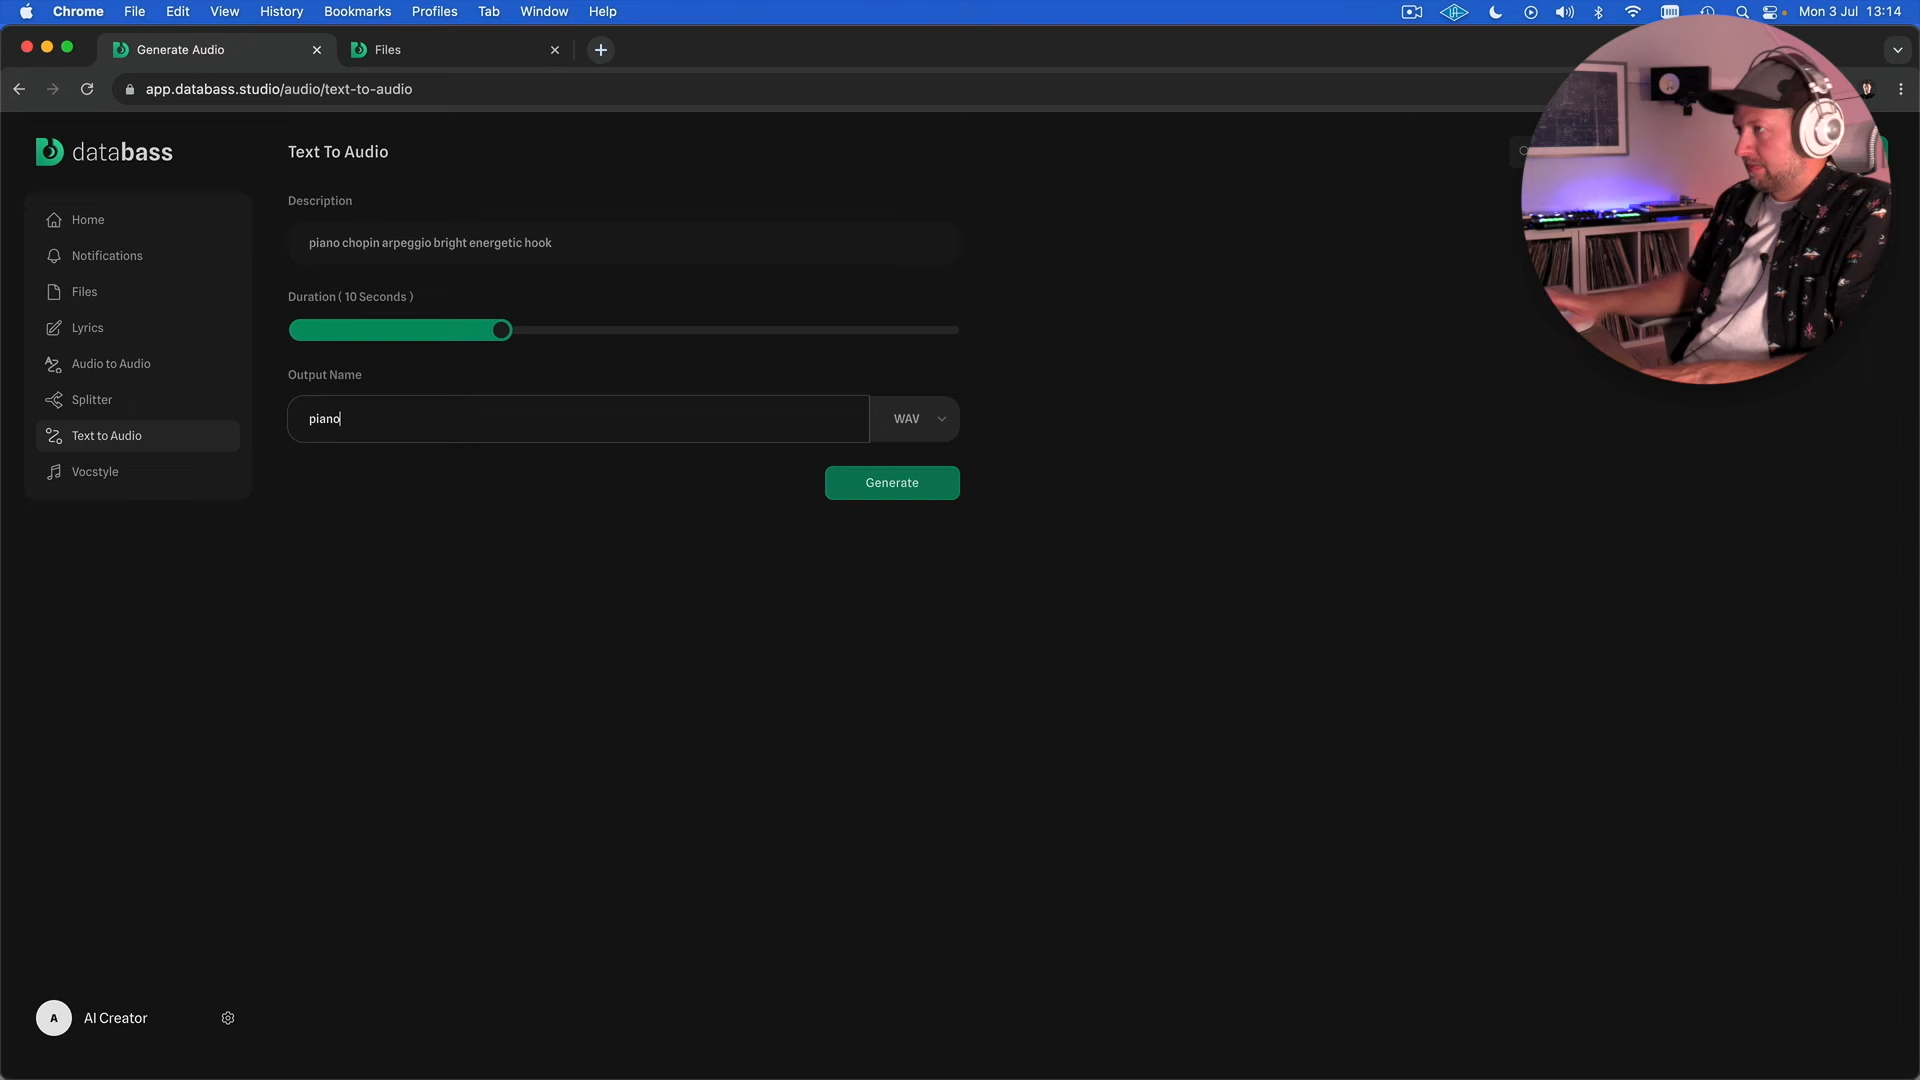 Chrome File Edit View History Bookmarks Profiles Tab Window Help Mon 3 Jul 13:14
Generate Audio Files
app.databass.studio/audio/text-to-audio
databass
Home
Notifications
Files
Lyrics
Audio to Audio
Splitter
Text to Audio
Vocstyle
Text To Audio
Description
piano chopin arpeggio bright energetic hook
Duration ( 10 Seconds )
Output Name
piano WAV
Generate
A AI Creator